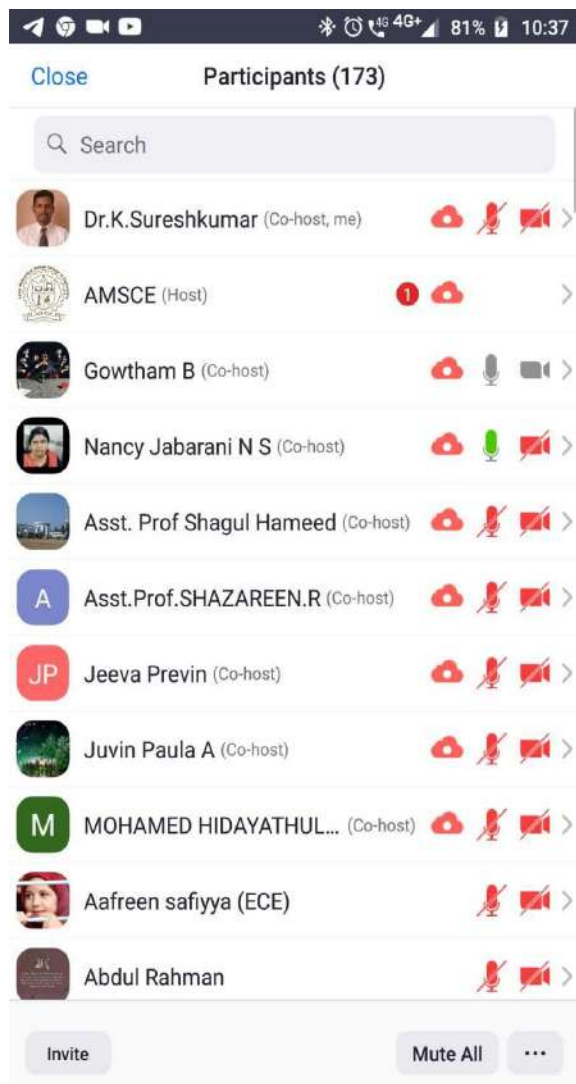 4G 4G+ 81% 10:37
Close Participants (173)
Search
Dr.K.Sureshkumar (Co-host, me)
AMSCE (Host) 1
Gowtham B (Co-host)
Nancy Jabarani N S (Co-host)
Asst. Prof Shagul Hameed (Co-host)
A Asst.Prof.SHAZAREEN.R (Co-host)
JP Jeeva Previn (Co-host)
Juvin Paula A (Co-host)
M MOHAMED HIDAYATHUL... (Co-host)
Aafreen safiyya (ECE)
Abdul Rahman
Invite Mute All ...